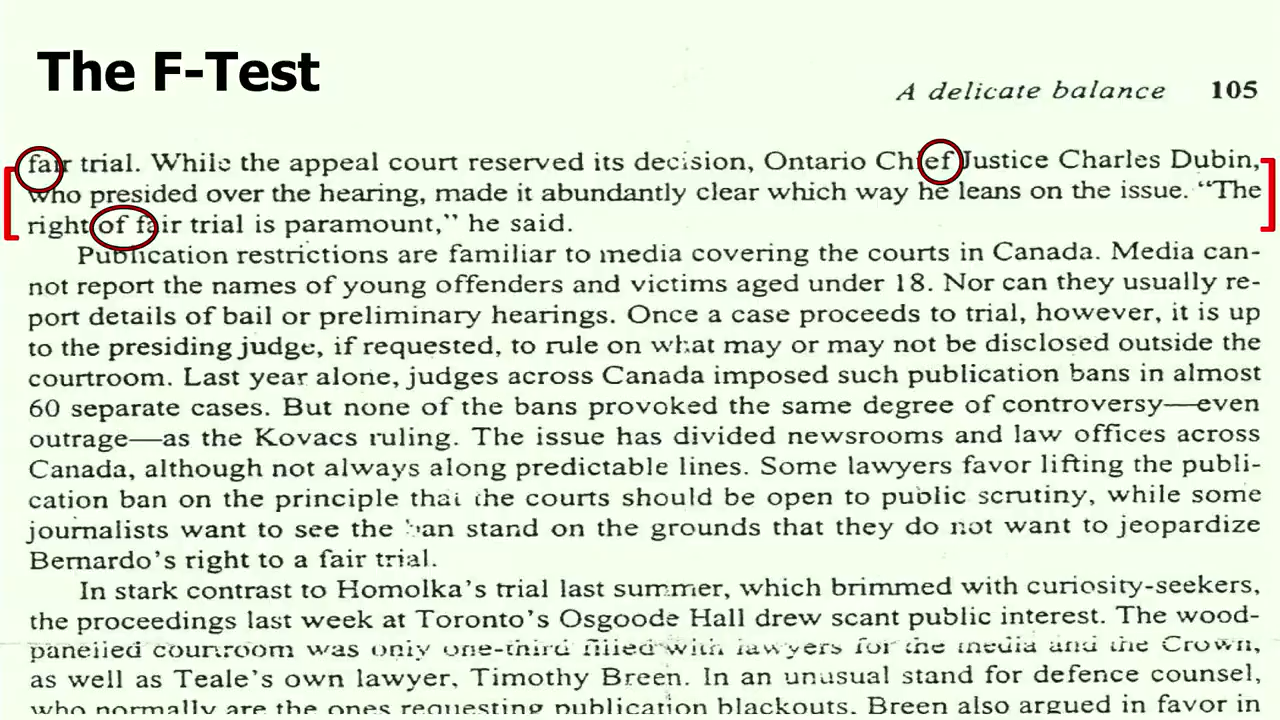 The F-Test
A delicate balance 105
fair trial. While the appeal court reserved its decision, Ontario Chief Justice Charles Dubin,
who presided over the hearing, made it abundantly clear which way he leans on the issue. “The
right of fair trial is paramount,” he said.
Publication restrictions are familiar to media covering the courts in Canada. Media can-
not report the names of young offenders and victims aged under 18. Nor can they usually re-
port details of bail or preliminary hearings. Once a case proceeds to trial, however, it is up
to the presiding judge, if requested, to rule on what may or may not be disclosed outside the
courtroom. Last year alone, judges across Canada imposed such publication bans in almost
60 separate cases. But none of the bans provoked the same degree of controversy—even
outrage—as the Kovacs ruling. The issue has divided newsrooms and law offices across
Canada, although not always along predictable lines. Some lawyers favor lifting the publi-
cation ban on the principle that the courts should be open to public scrutiny, while some
journalists want to see the ban stand on the grounds that they do not want to jeopardize
Bernardo’s right to a fair trial.
In stark contrast to Homolka’s trial last summer, which brimmed with curiosity-seekers,
the proceedings last week at Toronto’s Osgoode Hall drew scant public interest. The wood-
panelled courtroom was only one-third filled with lawyers for the media and the Crown,
as well as Teale’s own lawyer, Timothy Breen. In an unusual stand for defence counsel,
who normally are the ones requesting publication blackouts, Breen also argued in favor in